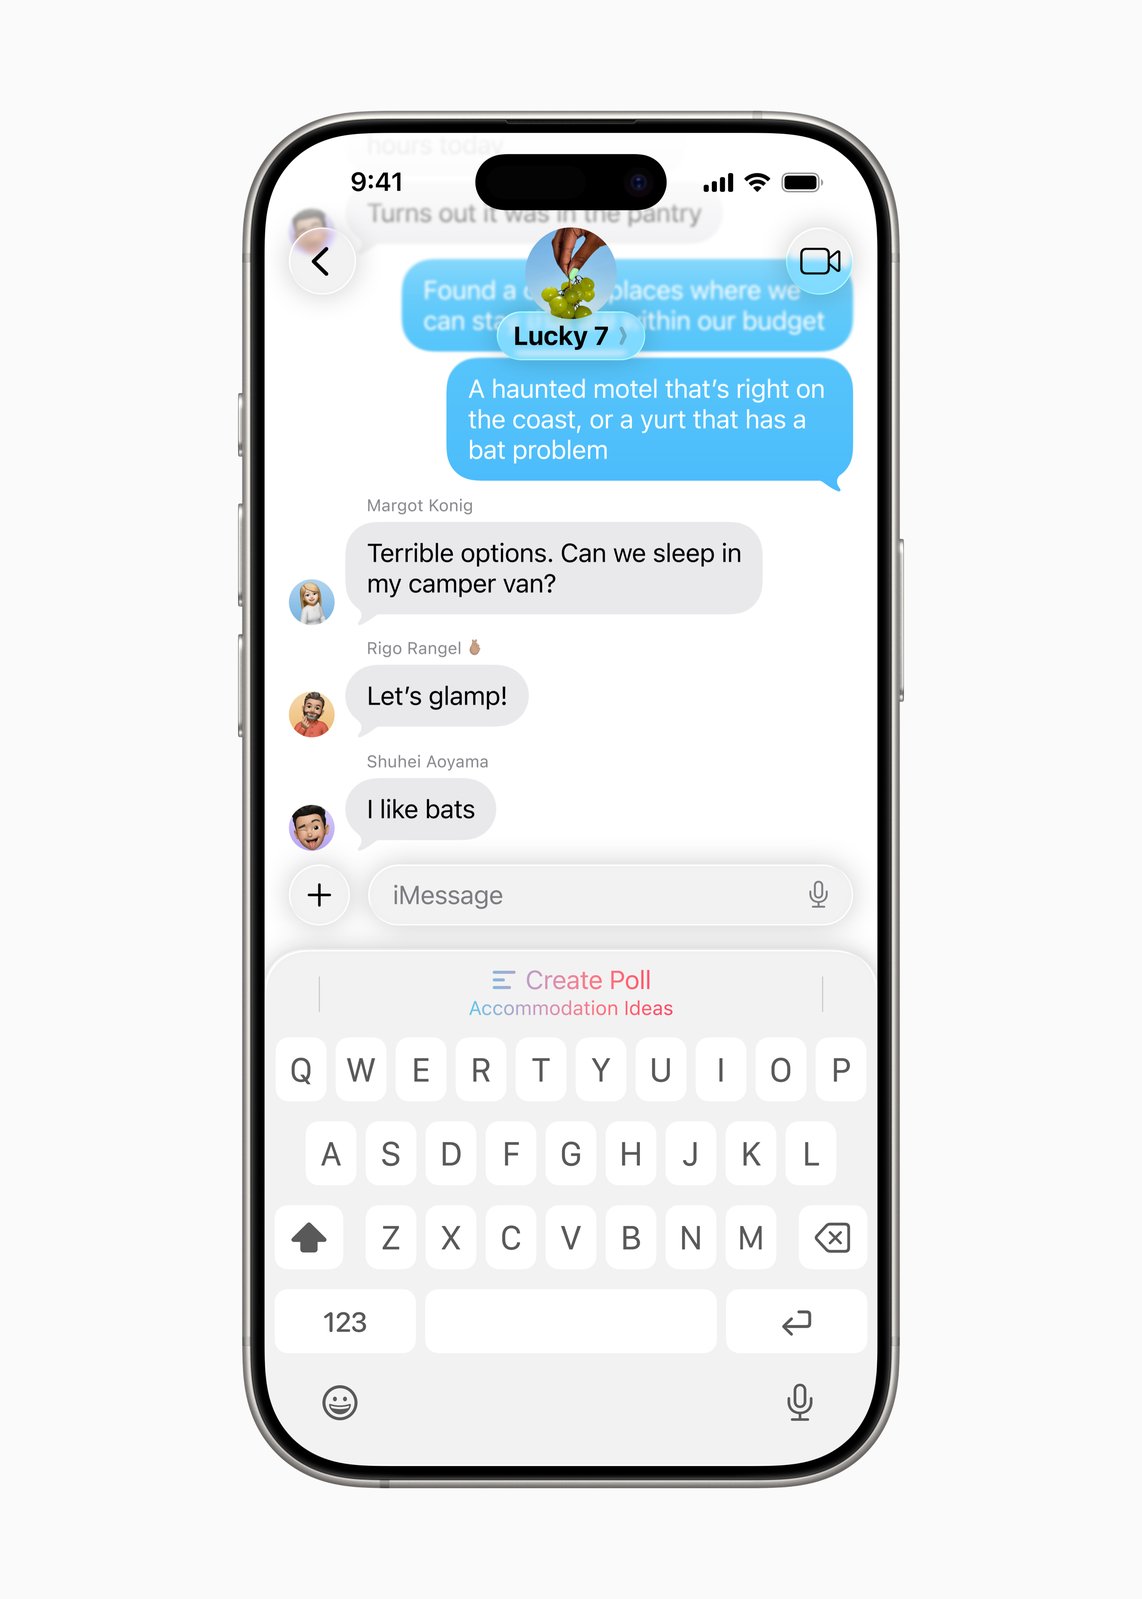 hours today
9:41
Turns out it was in the pantry
Found a places where we
can sta within our budget
Lucky 7
A haunted motel that's right on
the coast, or a yurt that has a
bat problem
Margot Konig
Terrible options. Can we sleep in
my camper van?
Rigo Rangel
Let's glamp!
Shuhei Aoyama
I like bats
iMessage
Create Poll
Accommodation Ideas
Q W E R T Y U I O P
A S D F G H J K L
Z X C V B N M
123